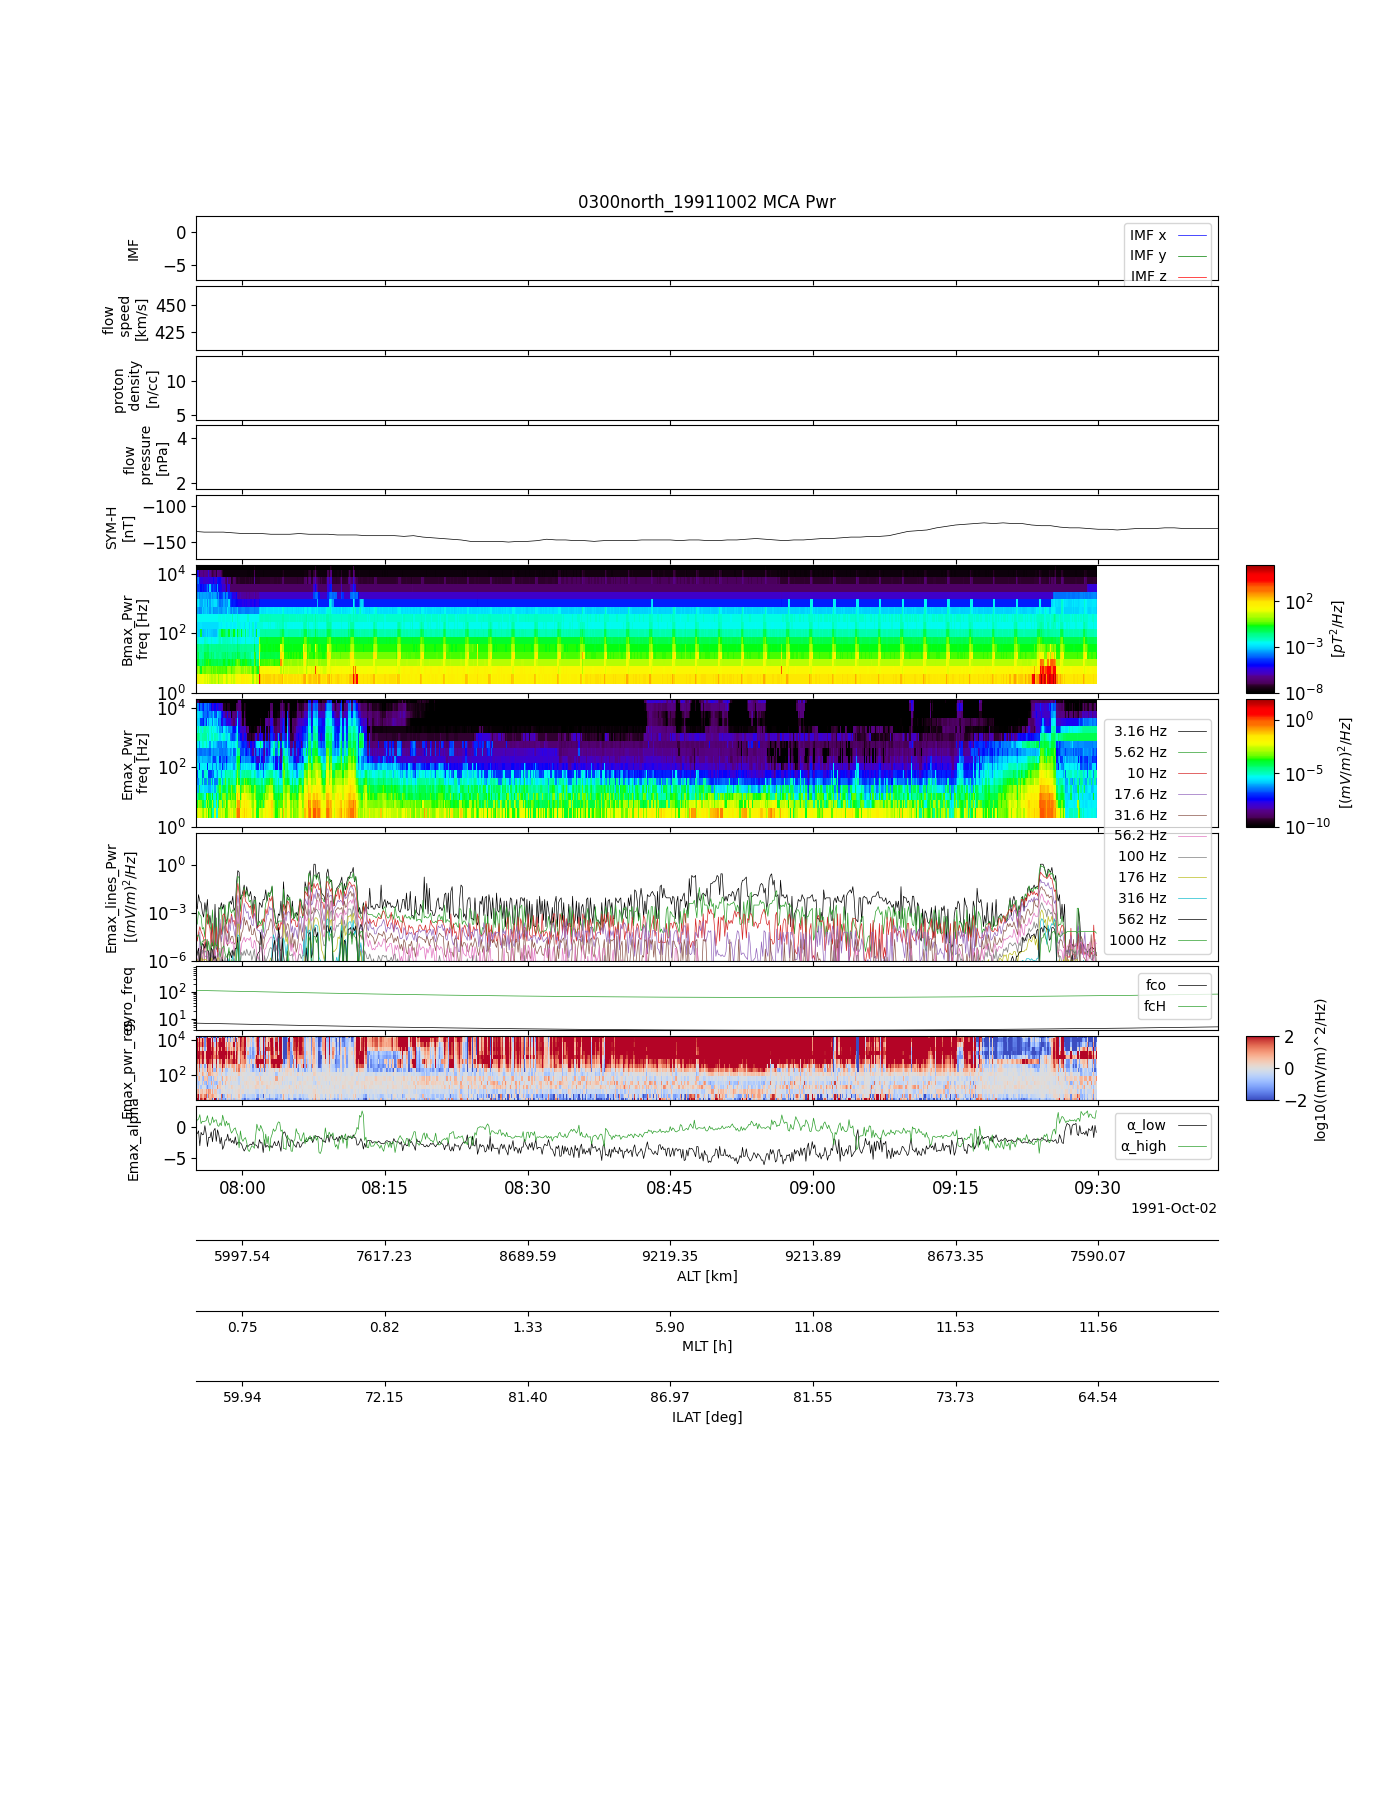 0300north_19911002 MCA Pwr
IMF
0
−5
IMF x
IMF y
IMF z
flow
speed
[km/s]
450
425
proton
density
[n/cc]
10
5
flow
pressure
[nPa]
4
2
SYM-H
[nT]
−100
−150
Bmax_Pwr
freq [Hz]
10^4
10^2
10^0
10^2
10^−3
10^−8
[pT^2/Hz]
Emax_Pwr
freq [Hz]
10^4
10^2
10^0
10^0
10^−5
10^−10
[(mV/m)^2/Hz]
3.16 Hz
5.62 Hz
10 Hz
17.6 Hz
31.6 Hz
56.2 Hz
100 Hz
176 Hz
316 Hz
562 Hz
1000 Hz
Emax_lines_Pwr
[(mV/m)^2/Hz]
10^0
10^−3
10^−6
gyro_freq
10^2
10^1
fco
fcH
Emax_pwr_res
10^4
10^2
2
0
−2
log10((mV/m)^2/Hz)
Emax_alpha
0
−5
α_low
α_high
08:00 08:15 08:30 08:45 09:00 09:15 09:30
1991-Oct-02
5997.54 7617.23 8689.59 9219.35 9213.89 8673.35 7590.07
ALT [km]
0.75 0.82 1.33 5.90 11.08 11.53 11.56
MLT [h]
59.94 72.15 81.40 86.97 81.55 73.73 64.54
ILAT [deg]